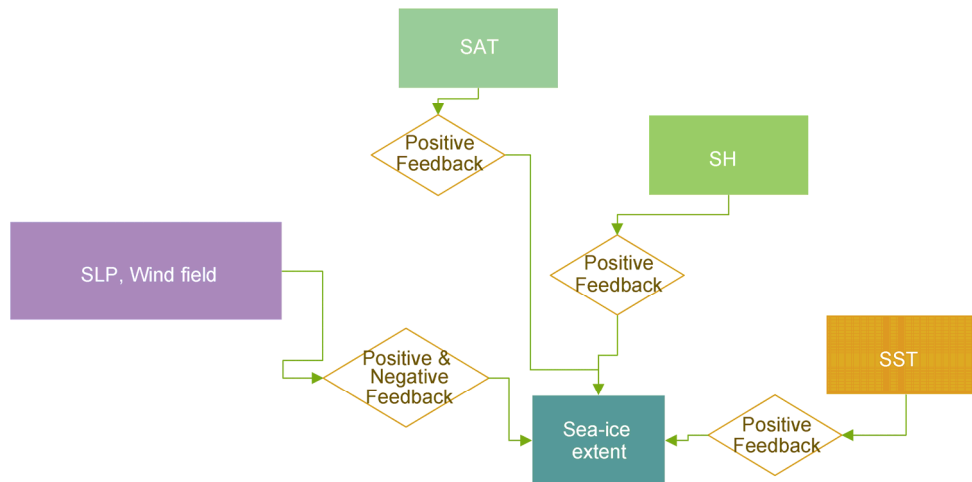 SAT
Positive
Feedback
SH
Positive
Feedback
SLP, Wind field
SST
Positive &
Negative
Feedback
Sea-ice
extent
Positive
Feedback